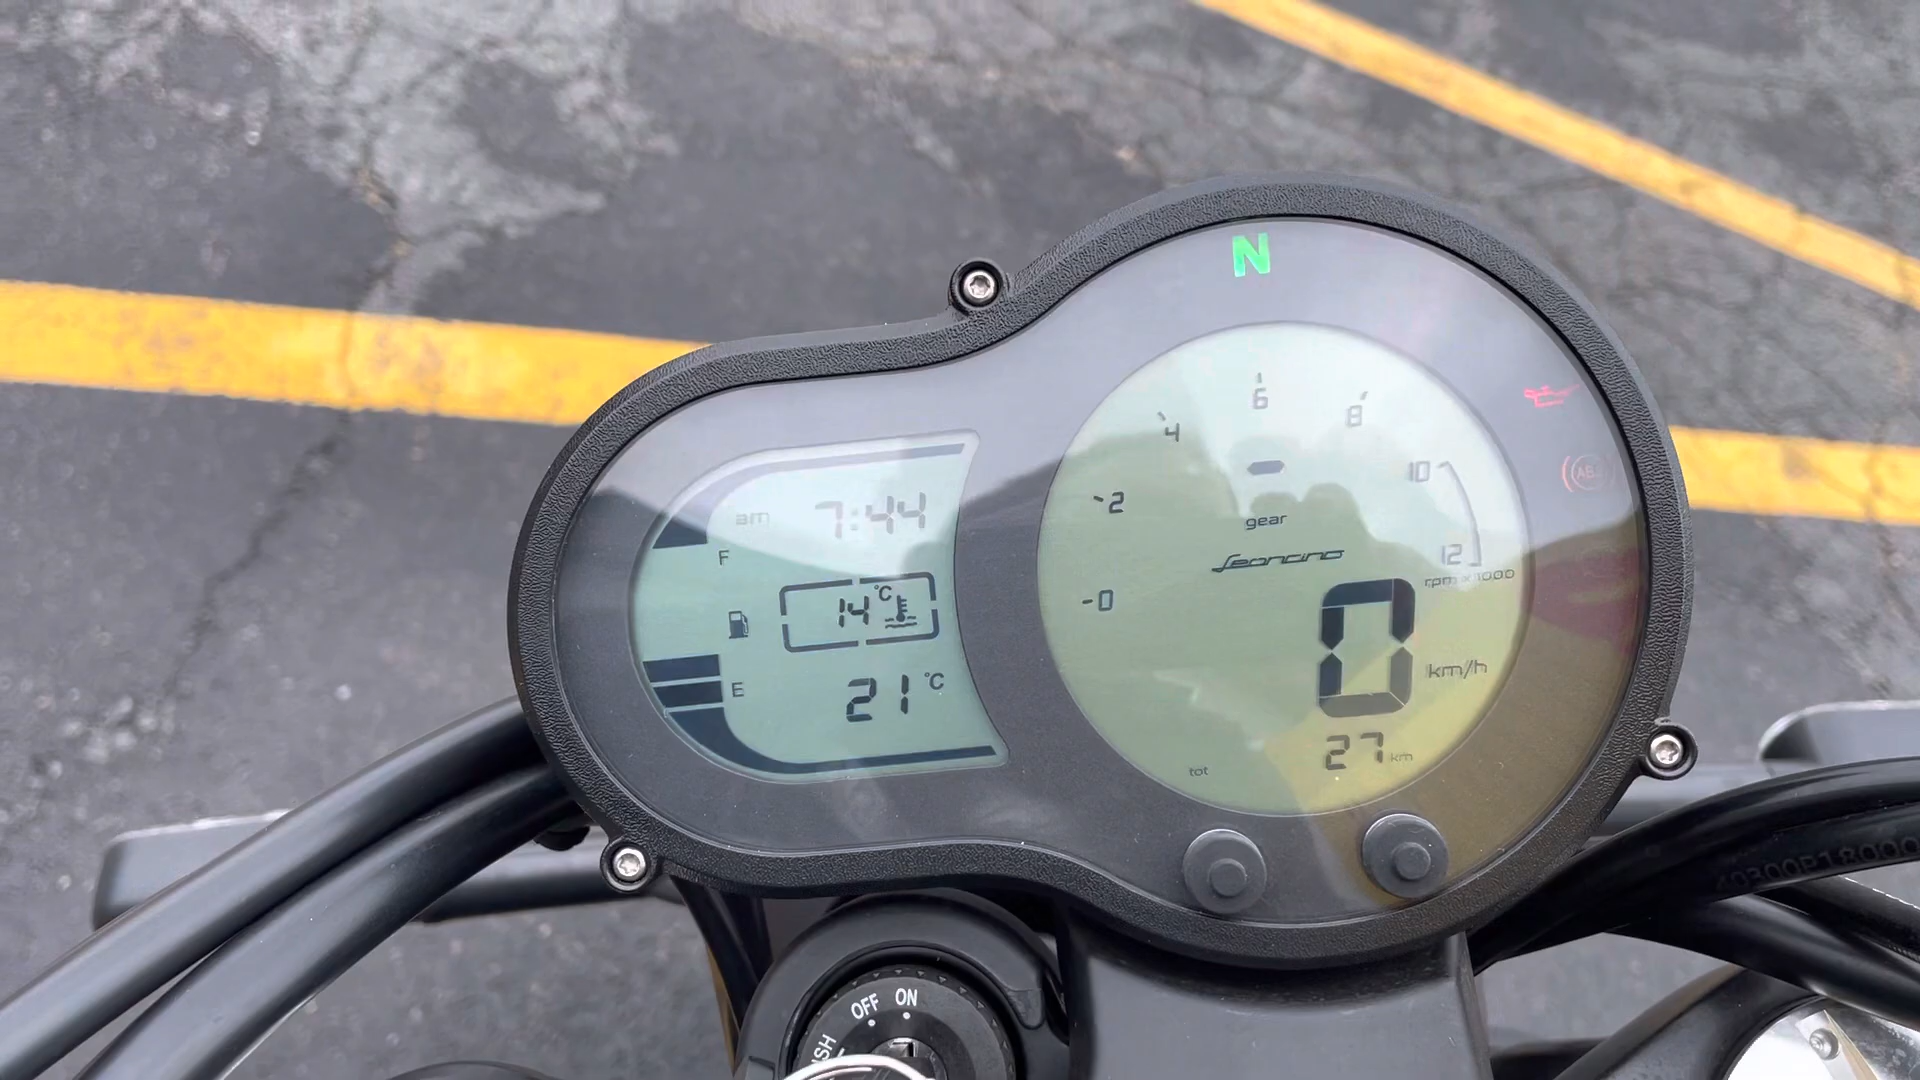 N
6
4
8
10
2
am 7:44
gear
F
leoncino
12
rpm x 1000
14 °C
0
0
km/h
E
21 °C
27 km
tot
OFF ON